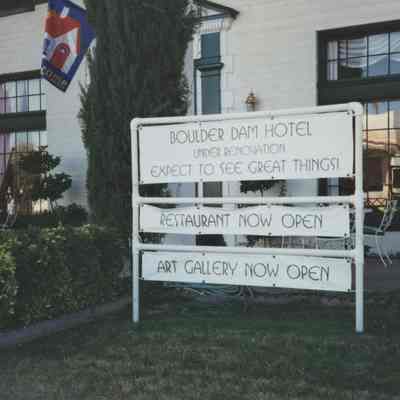 BOULDER DAM HOTEL
UNDER RENOVATION
EXPECT TO SEE GREAT THINGS!
RESTAURANT NOW OPEN
ART GALLERY NOW OPEN